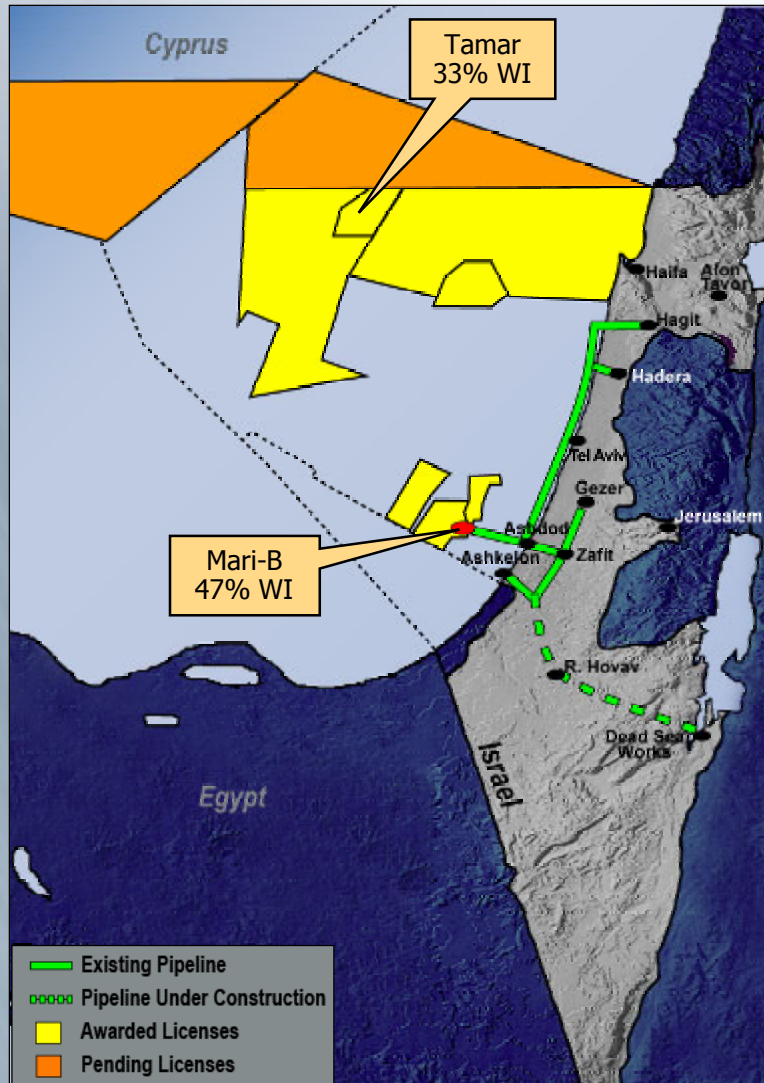 Cyprus
Tamar
33% WI
Haifa
Afon
Tavor
Hagit
Hadera
Tel Aviv
Gezer
Jerusalem
Ashdod
Mari-B
47% WI
Ashkelon
Zafit
R. Hovav
Dead Sea
Works
Israel
Egypt
Existing Pipeline
Pipeline Under Construction
Awarded Licenses
Pending Licenses